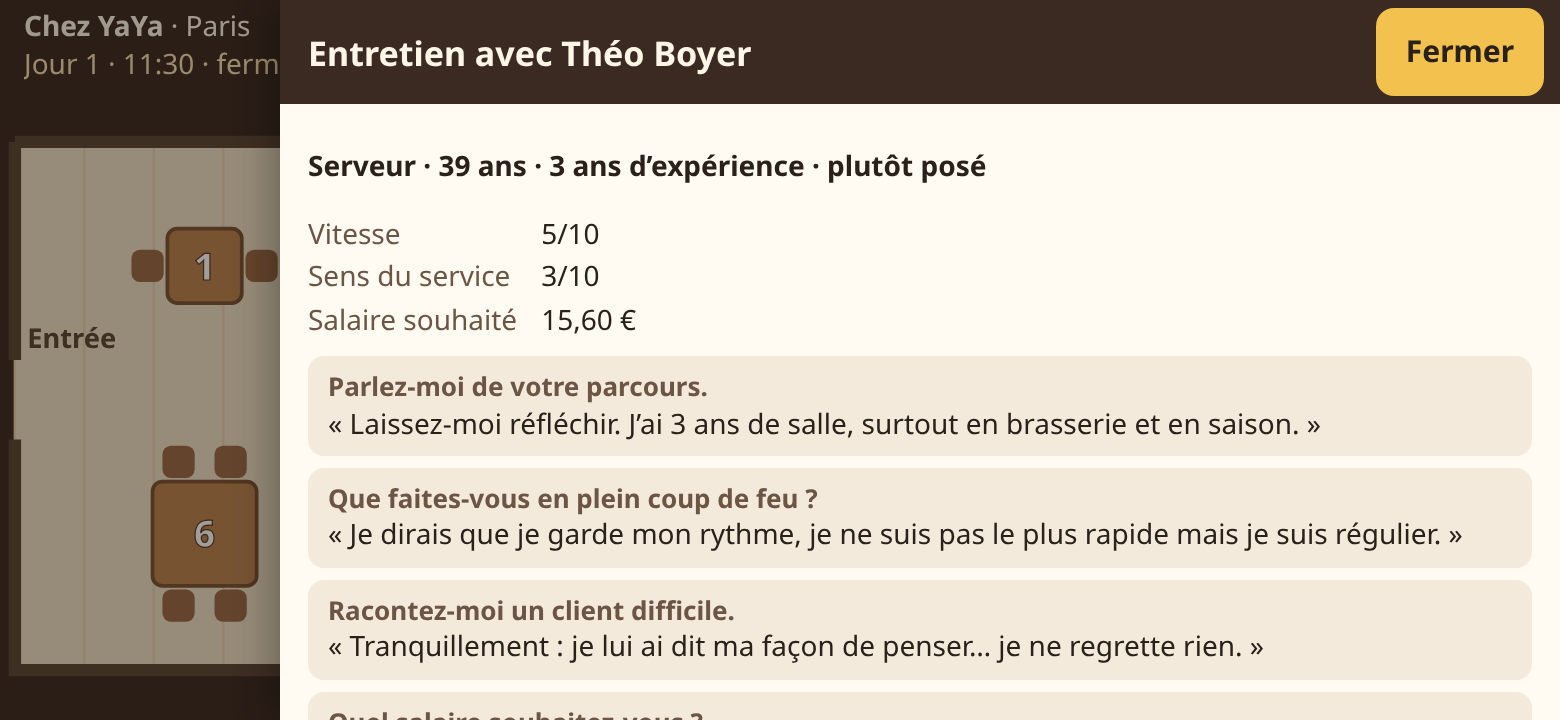 Chez YaYa · Paris
Jour 1 · 11:30 · ferm
Entretien avec Théo Boyer
Fermer
1
Entrée
6
Serveur · 39 ans · 3 ans d’expérience · plutôt posé
Vitesse 5/10
Sens du service 3/10
Salaire souhaité 15,60 €
Parlez-moi de votre parcours.
« Laissez-moi réfléchir. J’ai 3 ans de salle, surtout en brasserie et en saison. »
Que faites-vous en plein coup de feu ?
« Je dirais que je garde mon rythme, je ne suis pas le plus rapide mais je suis régulier. »
Racontez-moi un client difficile.
« Tranquillement : je lui ai dit ma façon de penser… je ne regrette rien. »
Quel salaire souhaitez-vous ?